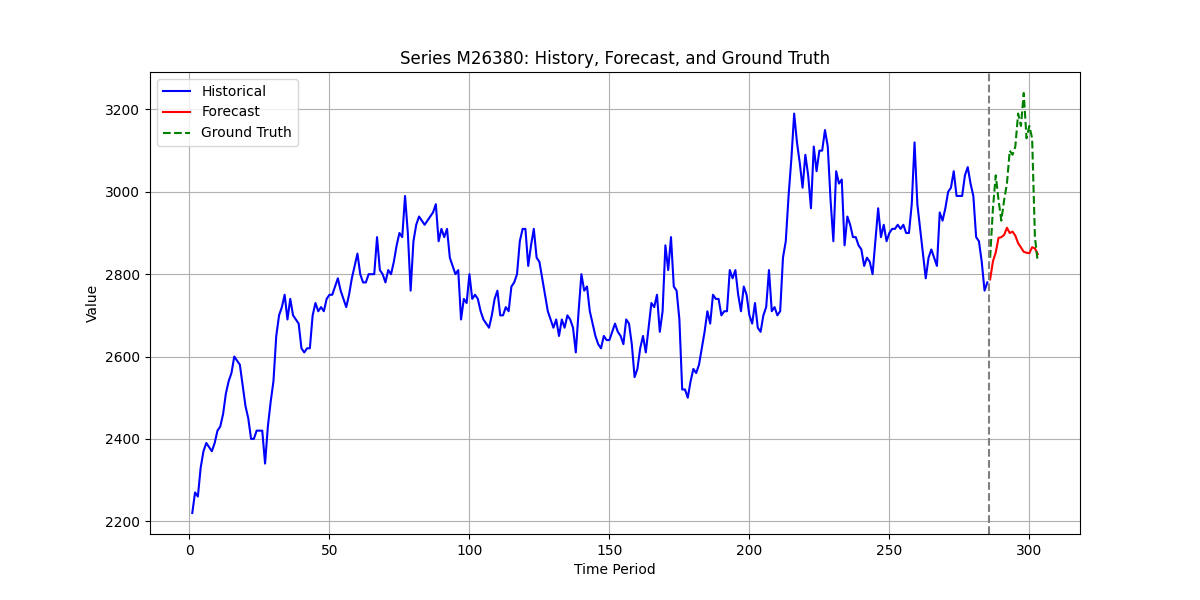 Series M26380: History, Forecast, and Ground Truth
Historical
Forecast
Ground Truth
3200
3000
2800
2600
2400
2200
Value
0 50 100 150 200 250 300
Time Period